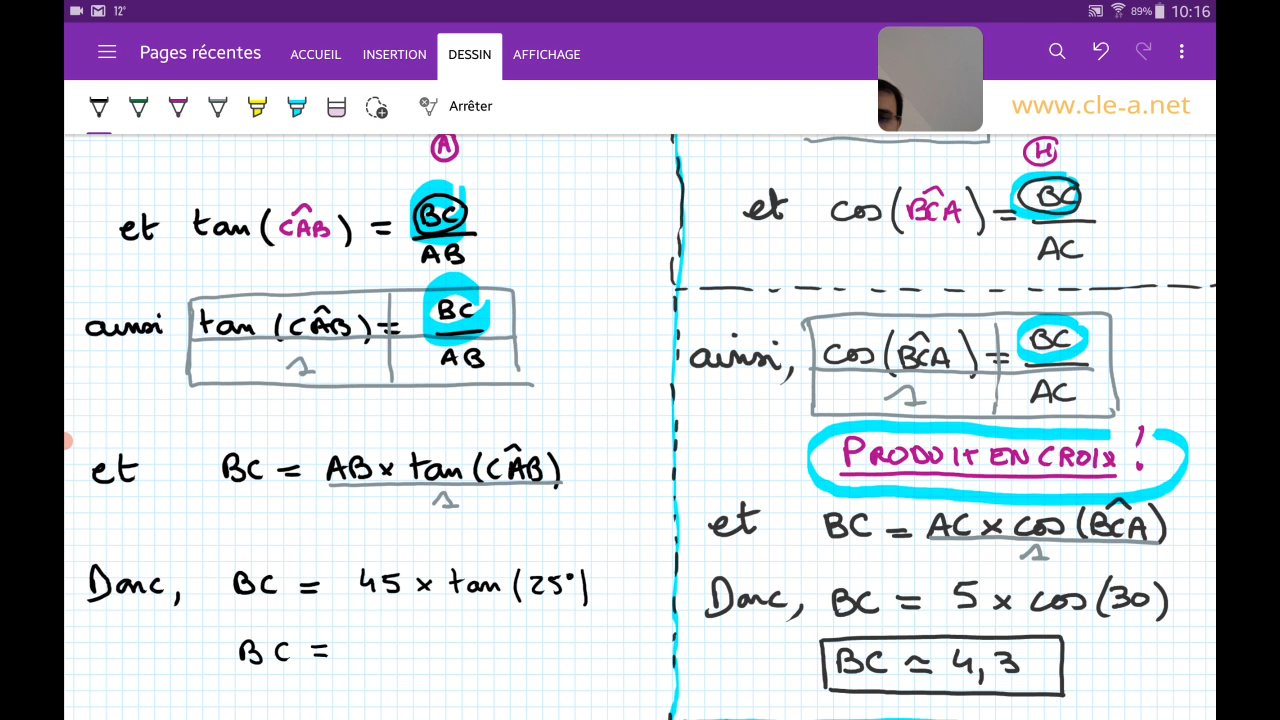 12° 89% 10:16
Pages récentes ACCUEIL INSERTION DESSIN AFFICHAGE
Arrêter
www.cle-a.net
A
et tan(CÂB) = BC/AB
ainsi tan(CÂB)/1 = BC/AB
et BC = AB × tan(CÂB)/1
Donc, BC = 45 × tan(25°)
BC =
H
et cos(BĈA) = BC/AC
ainsi, cos(BĈA)/1 = BC/AC
PRODUIT EN CROIX !
et BC = AC × cos(BĈA)/1
Donc, BC = 5 × cos(30)
BC ≃ 4,3